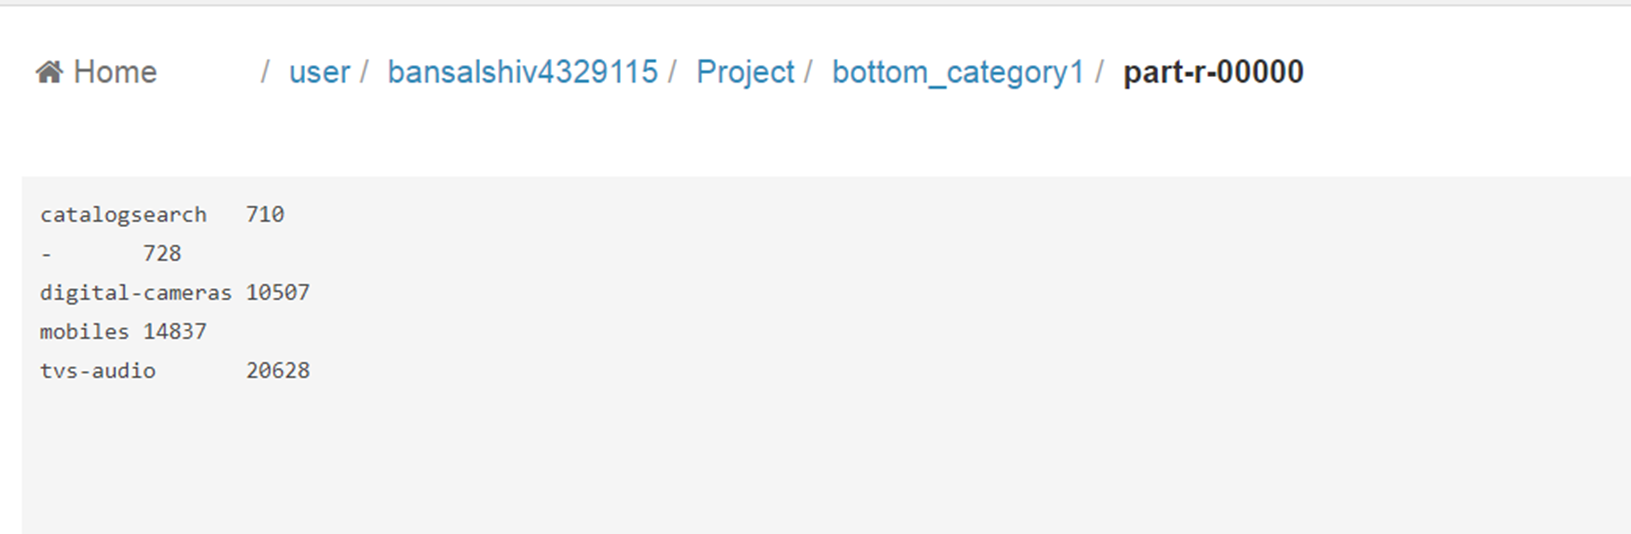 Home / user / bansalshiv4329115 / Project / bottom_category1 / part-r-00000
catalogsearch 710
- 728
digital-cameras 10507
mobiles 14837
tvs-audio 20628